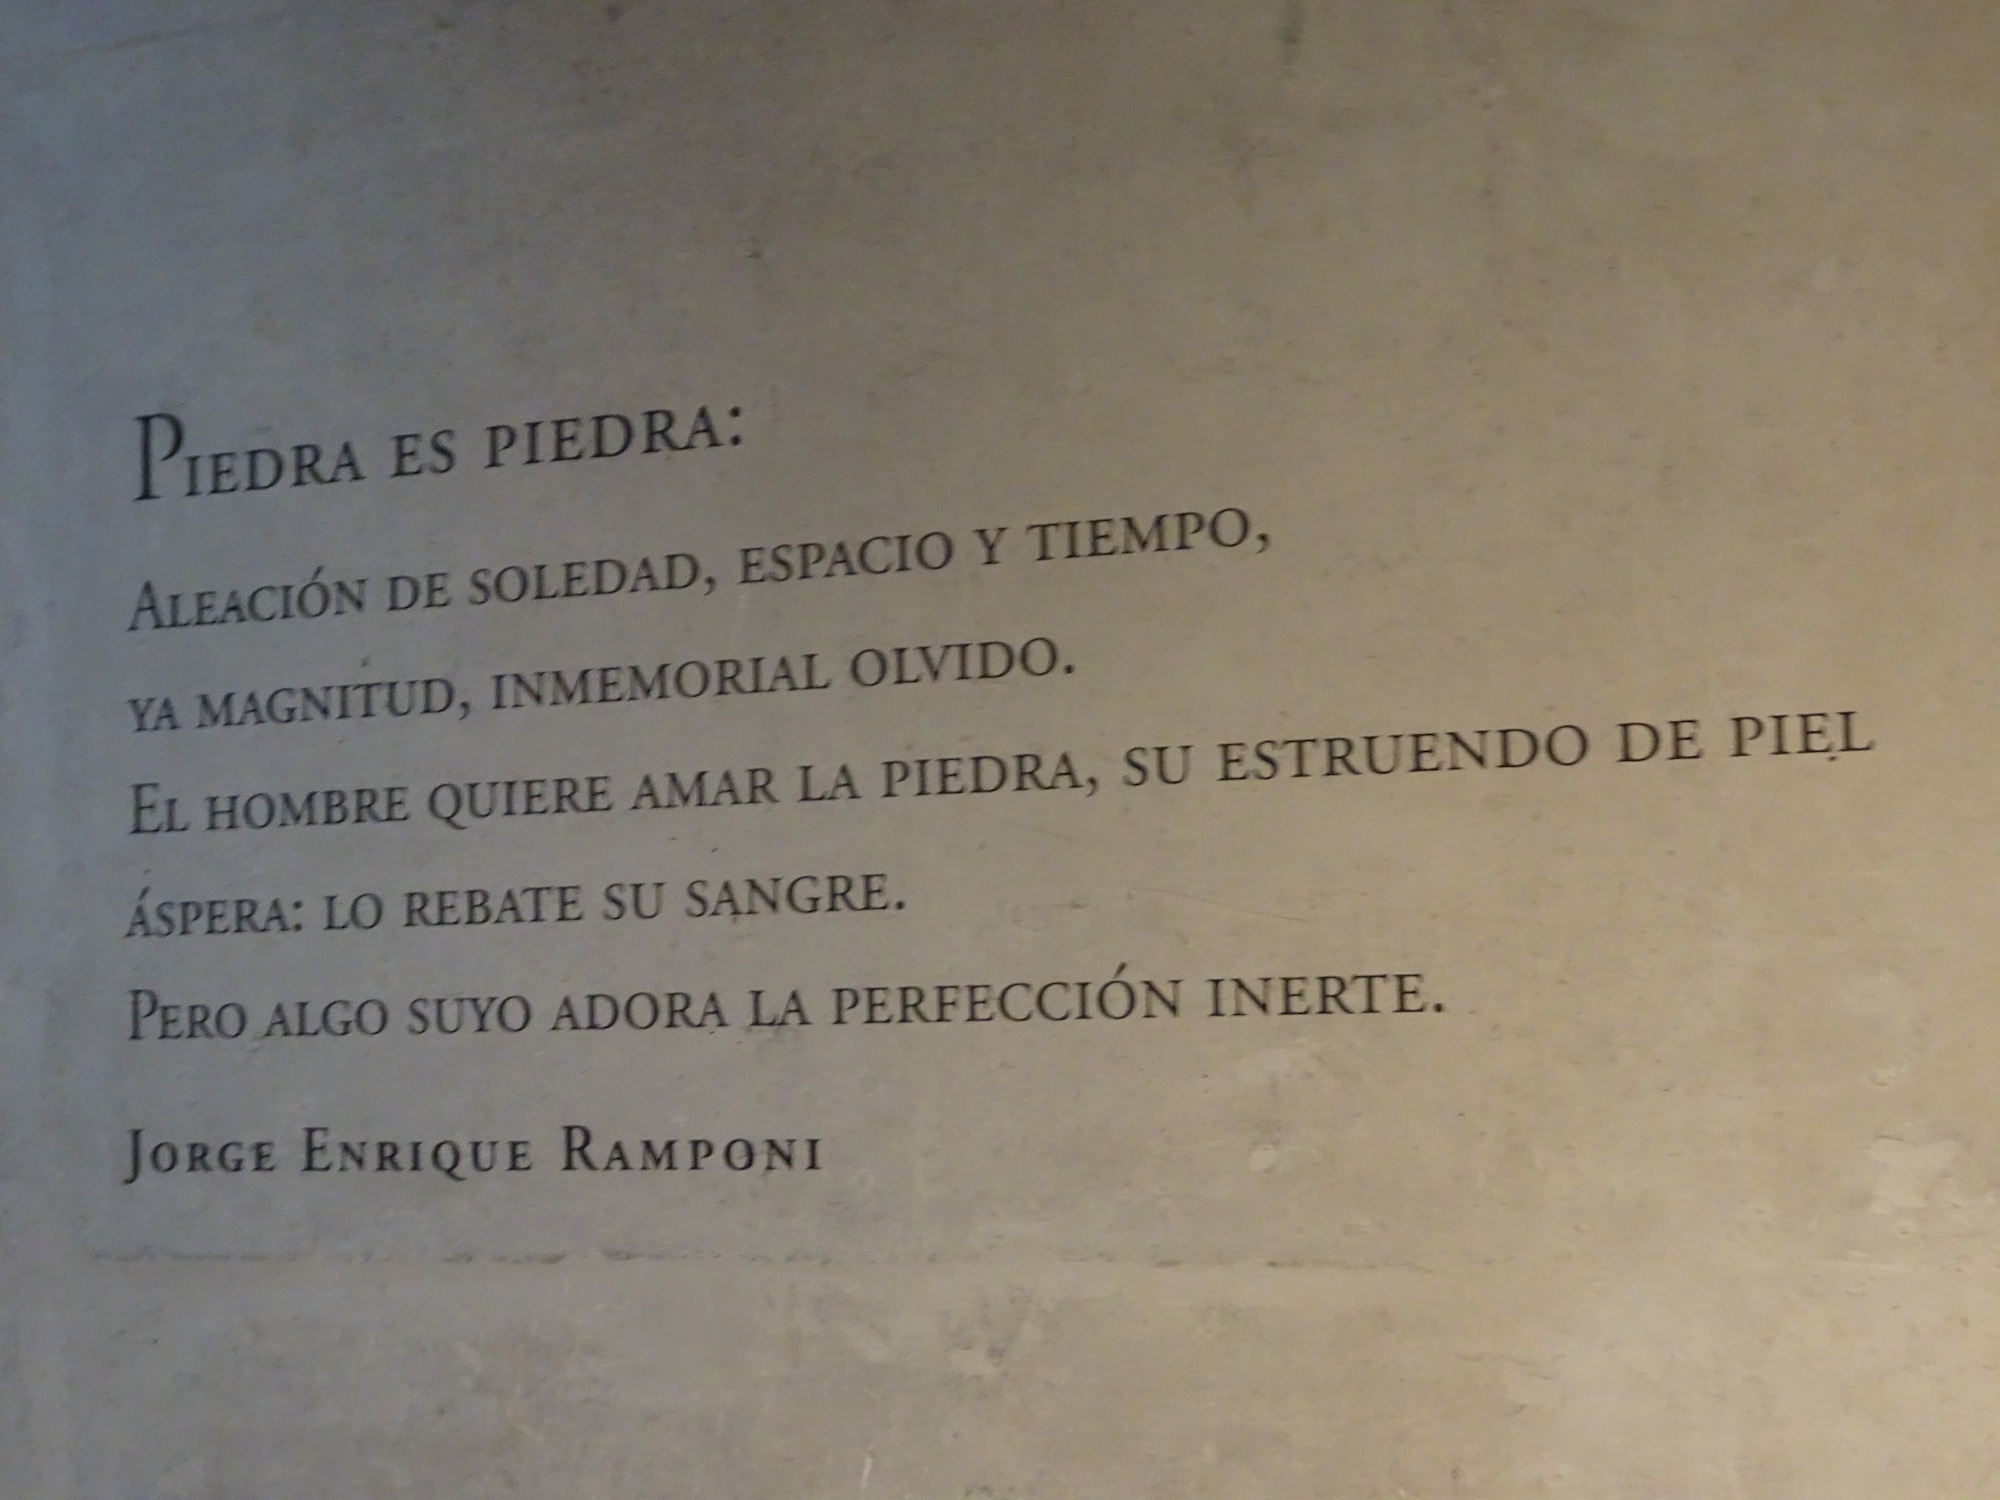 Piedra es piedra:
Aleación de soledad, espacio y tiempo,
ya magnitud, inmemorial olvido.
El hombre quiere amar la piedra, su estruendo de piel
áspera: lo rebate su sangre.
Pero algo suyo adora la perfección inerte.
Jorge Enrique Ramponi